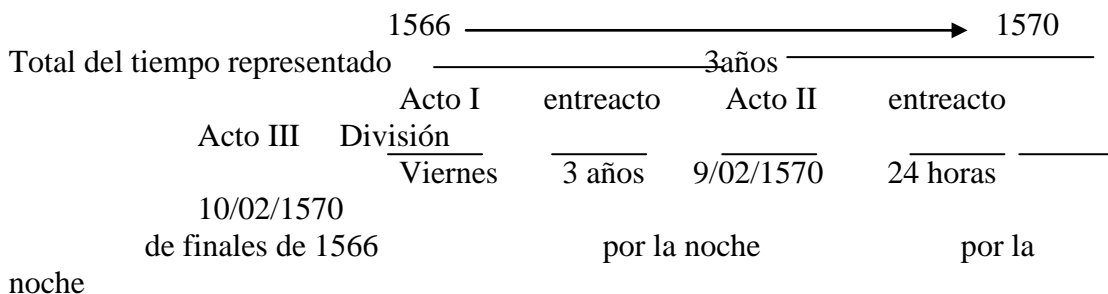 1566 1570
Total del tiempo representado 3años
Acto I entreacto Acto II entreacto
Acto III División
Viernes 3 años 9/02/1570 24 horas
10/02/1570
de finales de 1566 por la noche por la
noche